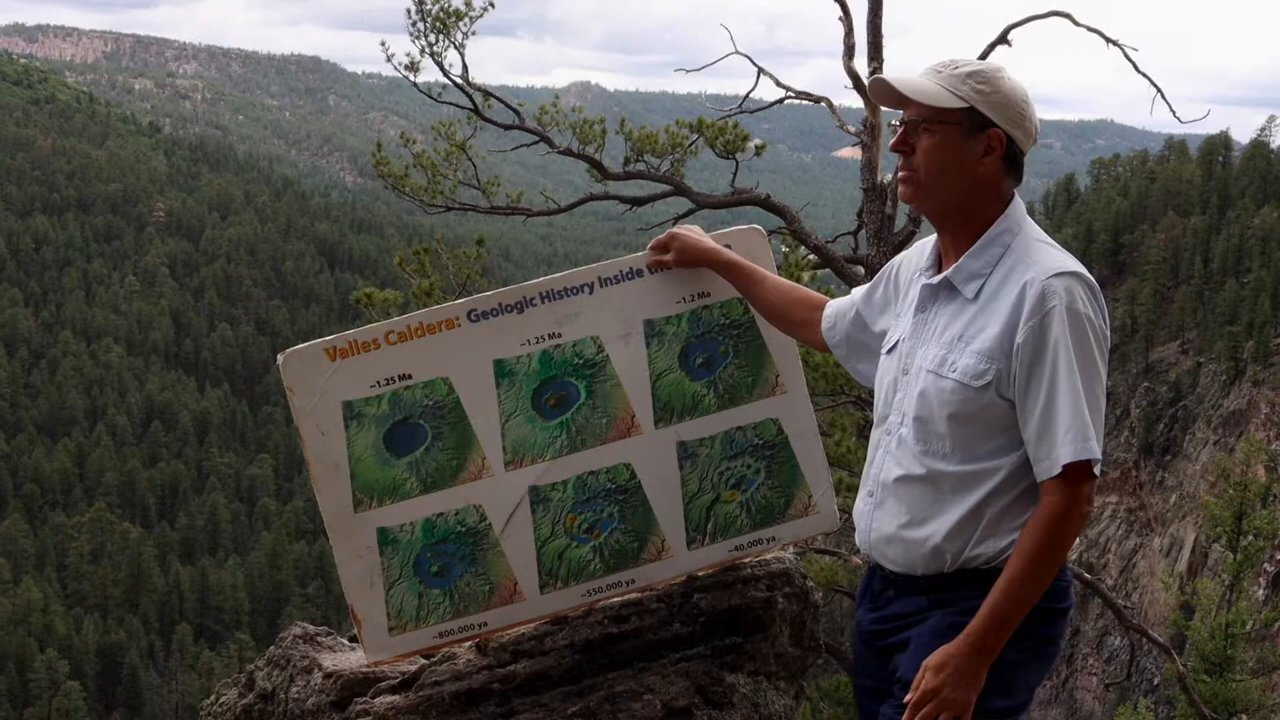 Valles Caldera: Geologic History Inside the
~1.25 Ma
~1.25 Ma
~1.2 Ma
~800,000 ya
~550,000 ya
~40,000 ya